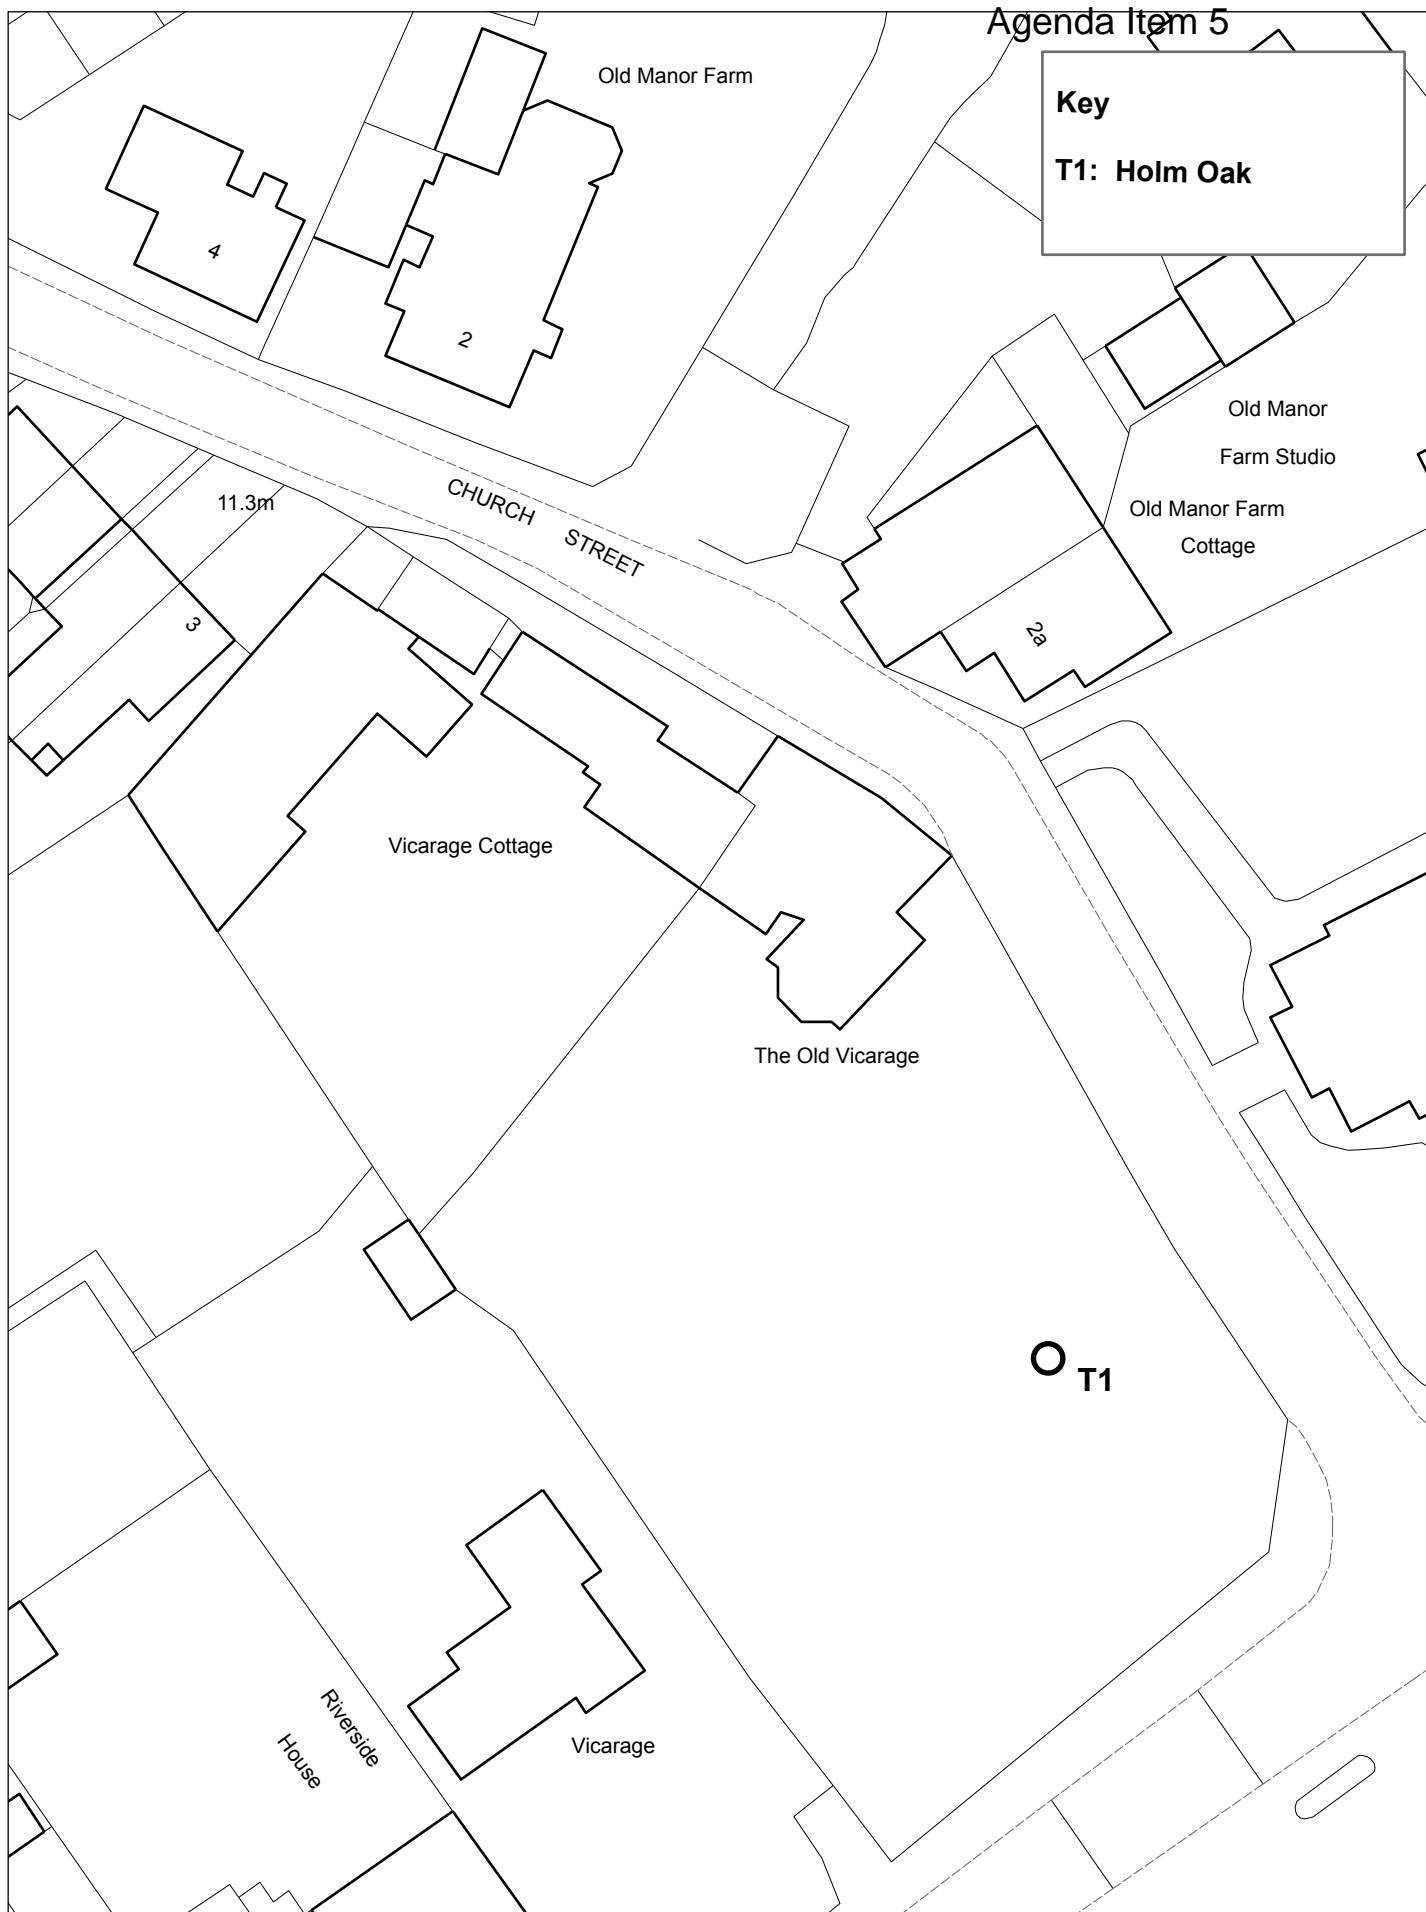 Agenda Item 5
Key
T1: Holm Oak
Old Manor Farm
4
2
Old Manor
Farm Studio
Old Manor Farm
Cottage
11.3m
CHURCH STREET
3
2a
Vicarage Cottage
The Old Vicarage
T1
Riverside
House
Vicarage